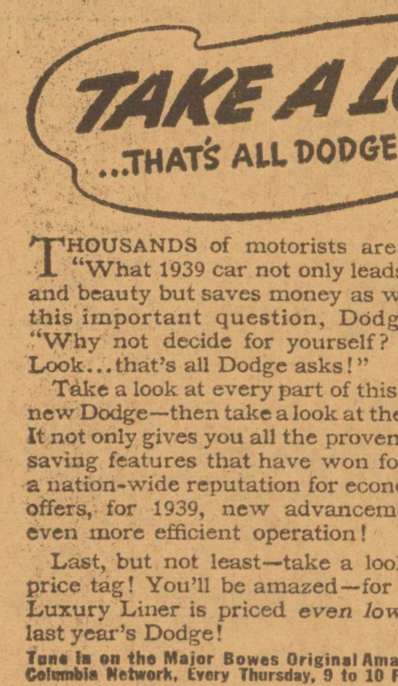 TAKE A LO
...THAT'S ALL DODGE
THOUSANDS of motorists are
"What 1939 car not only leads
and beauty but saves money as w
this important question, Dodg
"Why not decide for yourself?
Look...that's all Dodge asks!"
Take a look at every part of this
new Dodge—then take a look at the
It not only gives you all the proven
saving features that have won fo
a nation-wide reputation for econo
offers, for 1939, new advancem
even more efficient operation!
Last, but not least—take a loo
price tag! You'll be amazed—for
Luxury Liner is priced even low
last year's Dodge!
Tune in on the Major Bowes Original Ama
Columbia Network, Every Thursday, 9 to 10 P